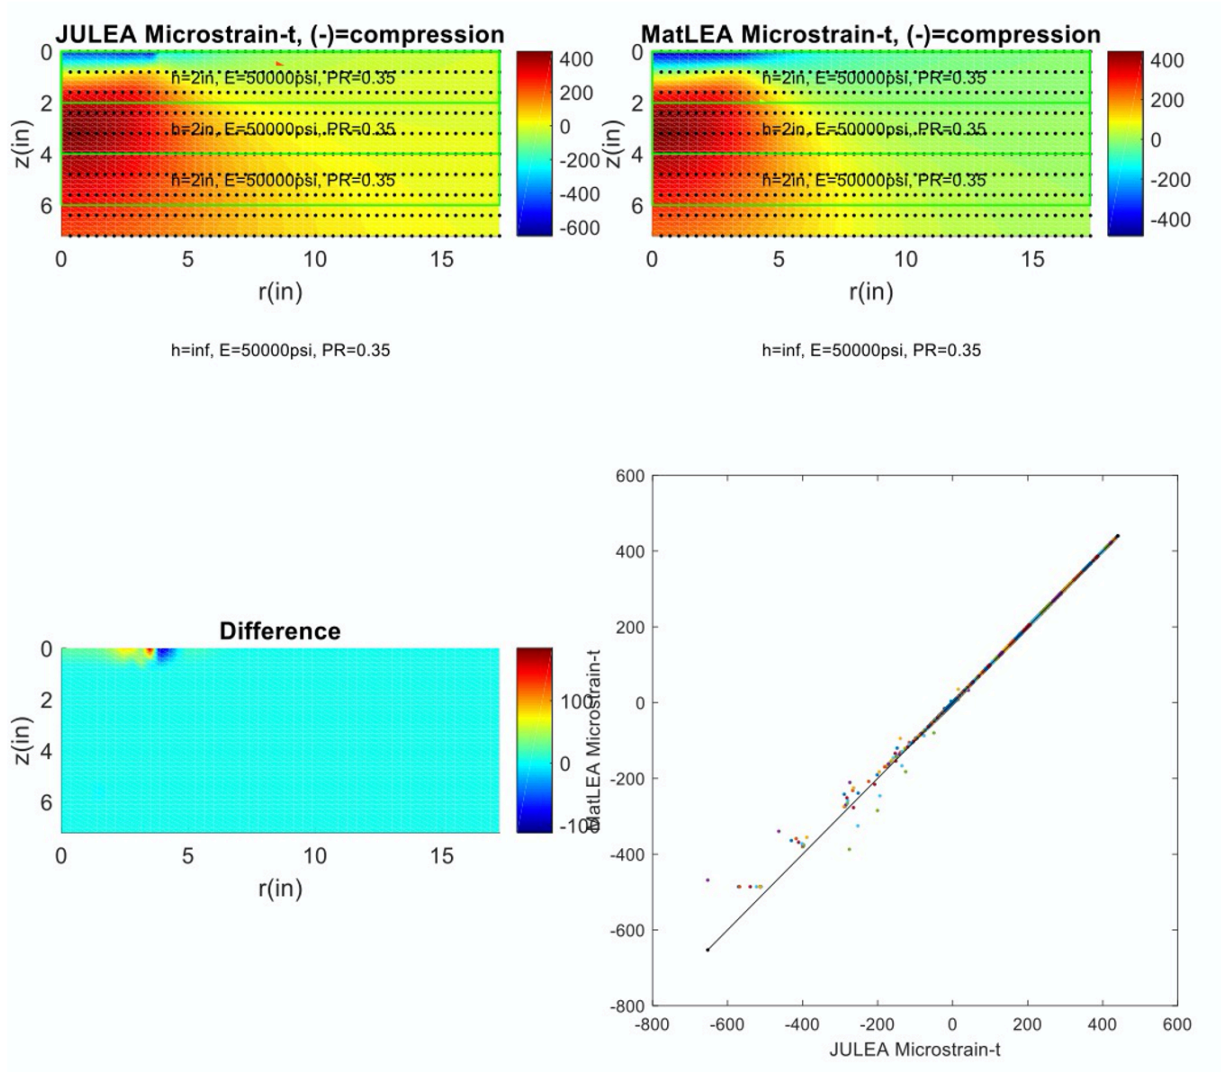 JULEA Microstrain-t, (-)=compression
0
2
4
6
z(in)
h=2in, E=50000psi, PR=0.35
h=2in, E=50000psi, PR=0.35
h=2in, E=50000psi, PR=0.35
0 5 10 15
r(in)
400
200
0
-200
-400
-600
h=inf, E=50000psi, PR=0.35
MatLEA Microstrain-t, (-)=compression
0
2
4
6
z(in)
h=2in, E=50000psi, PR=0.35
h=2in, E=50000psi, PR=0.35
h=2in, E=50000psi, PR=0.35
0 5 10 15
r(in)
400
200
0
-200
-400
h=inf, E=50000psi, PR=0.35
Difference
0
2
4
6
z(in)
0 5 10 15
r(in)
100
0
-100
MatLEA Microstrain-t
600
400
200
0
-200
-400
-600
-800
-800 -600 -400 -200 0 200 400 600
JULEA Microstrain-t